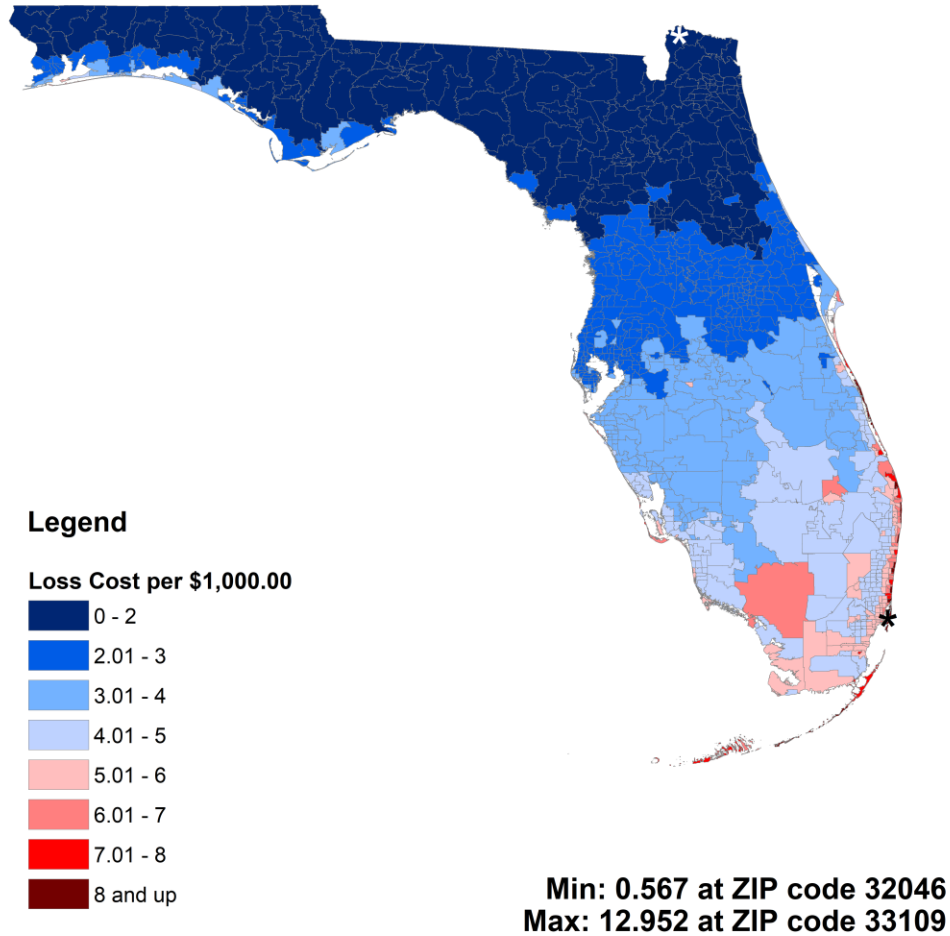 *
*
Legend
Loss Cost per $1,000.00
0 - 2
2.01 - 3
3.01 - 4
4.01 - 5
5.01 - 6
6.01 - 7
7.01 - 8
8 and up
Min: 0.567 at ZIP code 32046
Max: 12.952 at ZIP code 33109